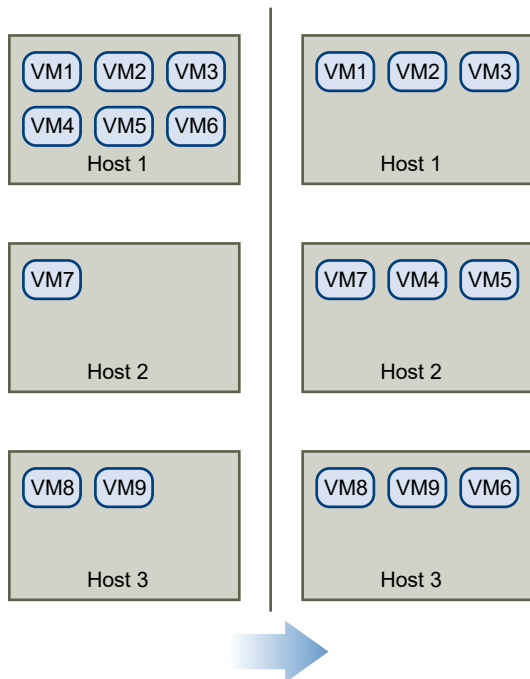 VM1 VM2 VM3
VM4 VM5 VM6
Host 1
VM7
Host 2
VM8 VM9
Host 3
VM1 VM2 VM3
Host 1
VM7 VM4 VM5
Host 2
VM8 VM9 VM6
Host 3